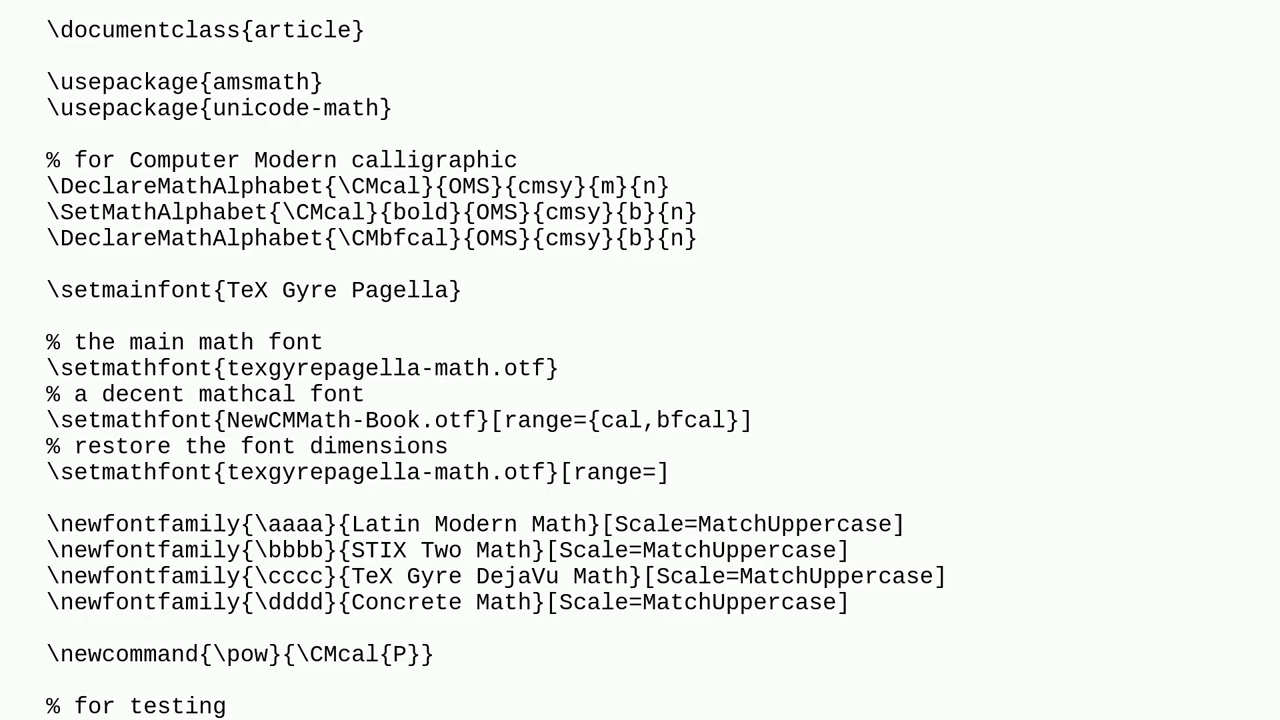 \documentclass{article}
\usepackage{amsmath}
\usepackage{unicode-math}
% for Computer Modern calligraphic
\DeclareMathAlphabet{\CMcal}{OMS}{cmsy}{m}{n}
\SetMathAlphabet{\CMcal}{bold}{OMS}{cmsy}{b}{n}
\DeclareMathAlphabet{\CMbfcal}{OMS}{cmsy}{b}{n}
\setmainfont{TeX Gyre Pagella}
% the main math font
\setmathfont{texgyrepagella-math.otf}
% a decent mathcal font
\setmathfont{NewCMMath-Book.otf}[range={cal,bfcal}]
% restore the font dimensions
\setmathfont{texgyrepagella-math.otf}[range=]
\newfontfamily{\aaaa}{Latin Modern Math}[Scale=MatchUppercase]
\newfontfamily{\bbbb}{STIX Two Math}[Scale=MatchUppercase]
\newfontfamily{\cccc}{TeX Gyre DejaVu Math}[Scale=MatchUppercase]
\newfontfamily{\dddd}{Concrete Math}[Scale=MatchUppercase]
\newcommand{\pow}{\CMcal{P}}
% for testing